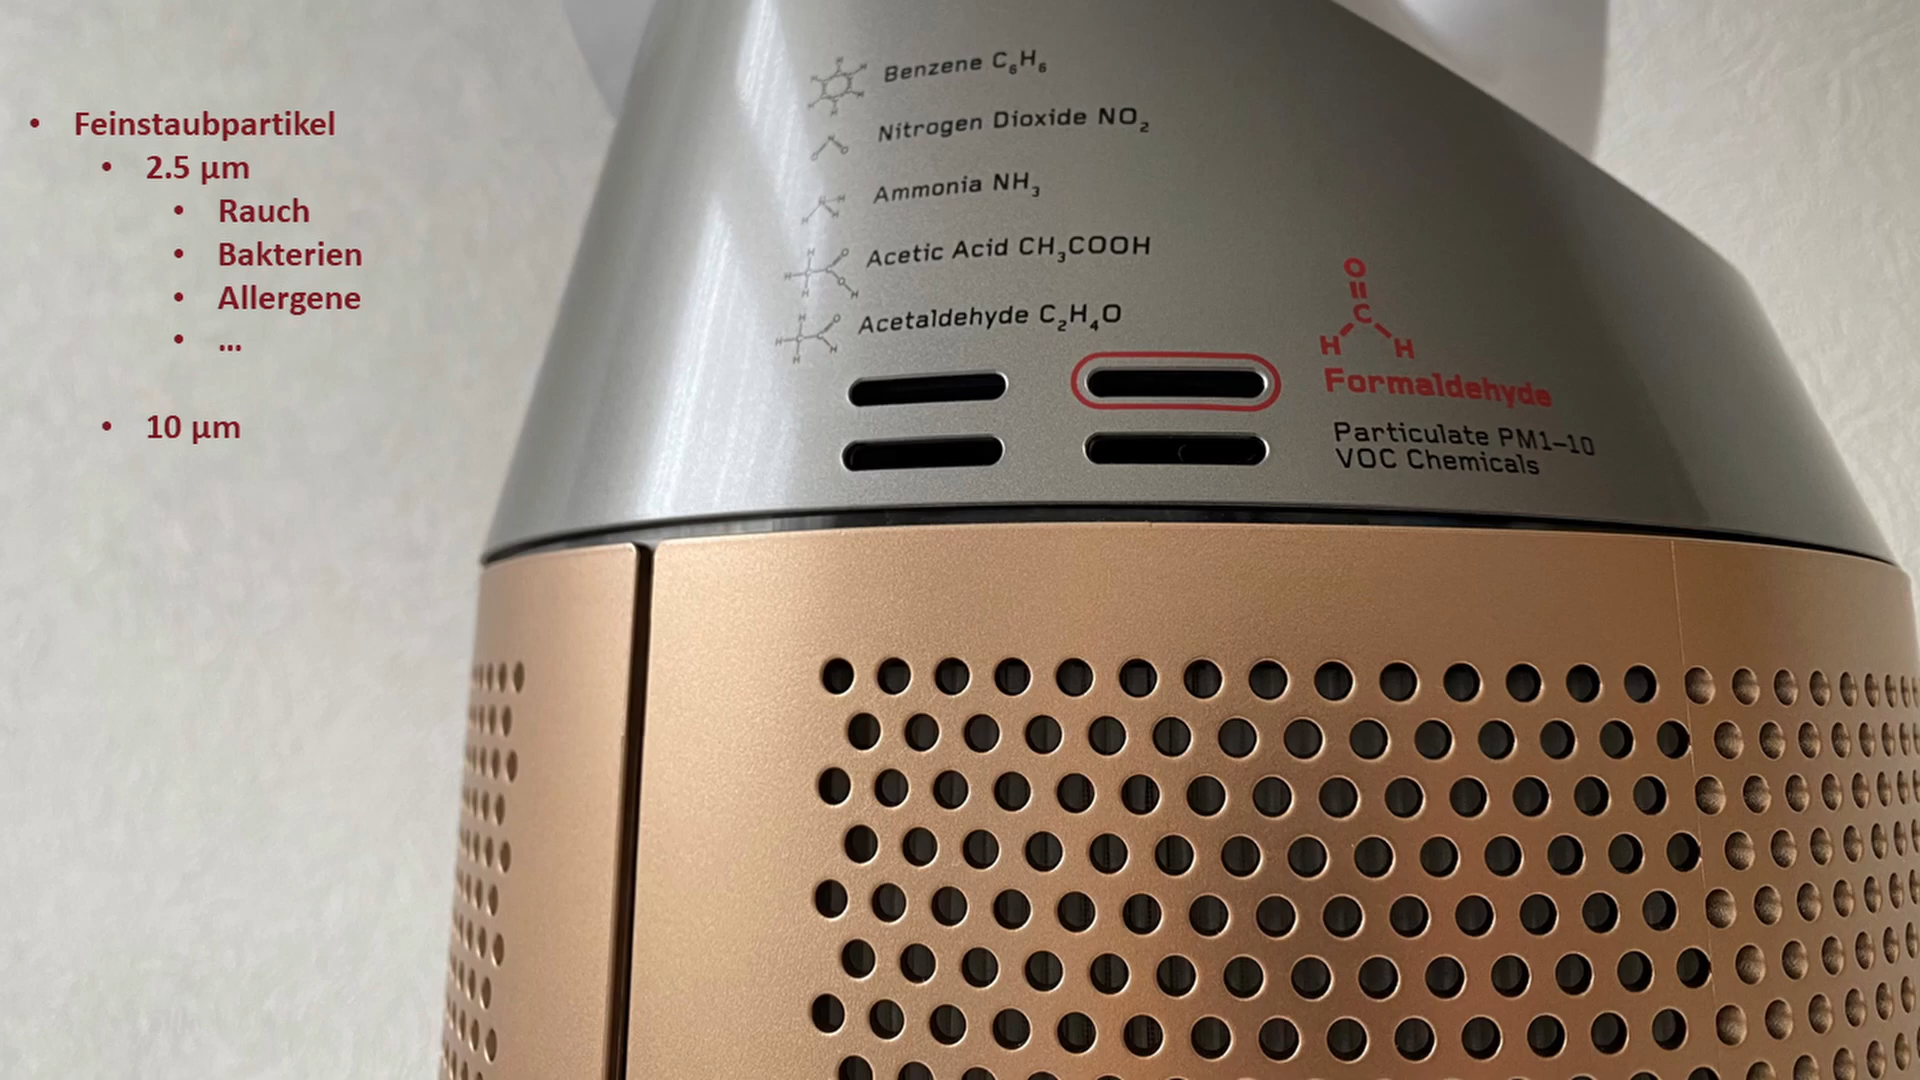 • Feinstaubpartikel
• 2.5 µm
• Rauch
• Bakterien
• Allergene
• ...
• 10 µm
Benzene C₆H₆
Nitrogen Dioxide NO₂
Ammonia NH₃
Acetic Acid CH₃COOH
Acetaldehyde C₂H₄O
O
C
H H
Formaldehyde
Particulate PM1–10
VOC Chemicals